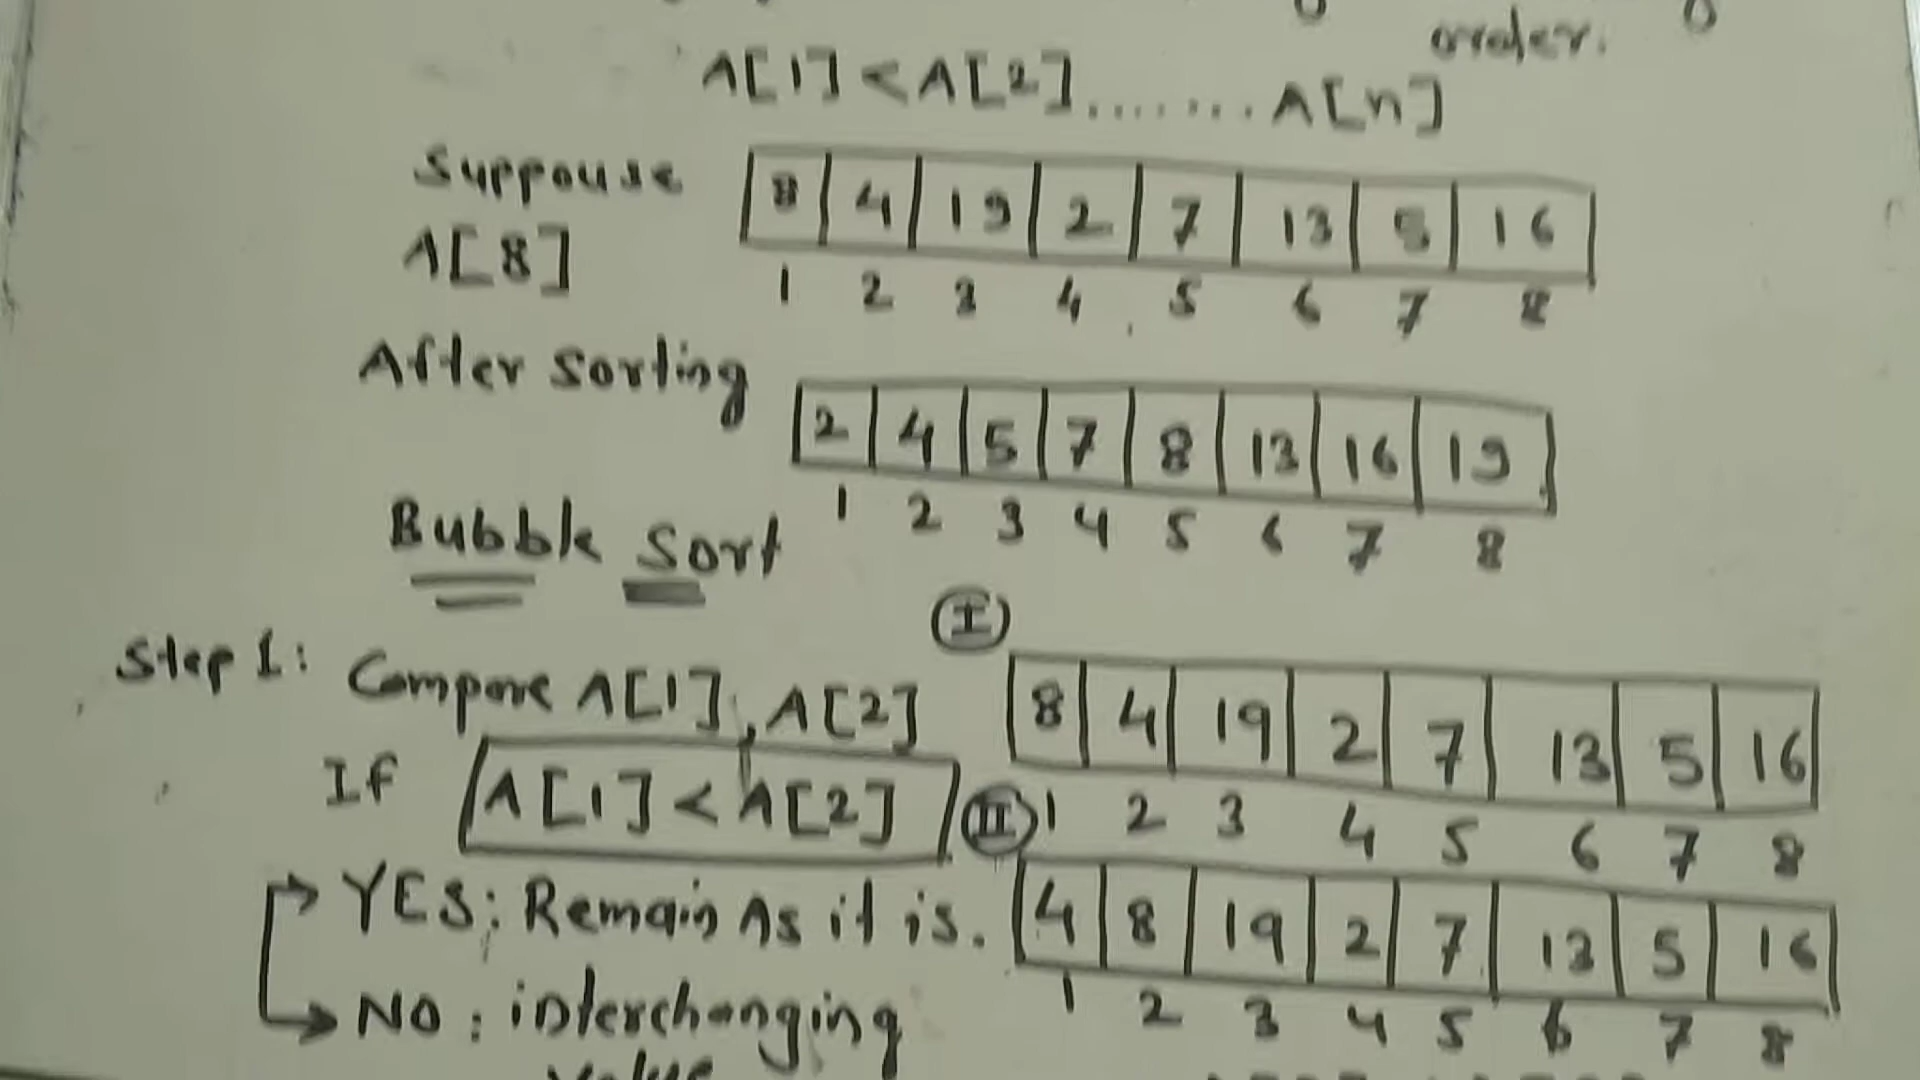 order.
A[1] < A[2] ....... A[n]
Suppouse
8 4 19 2 7 13 5 16
A[8]
1 2 3 4 5 6 7 8
After Sorting
2 4 5 7 8 13 16 19
1 2 3 4 5 6 7 8
Bubble Sort
I
Step 1: Compare A[1], A[2]
8 4 19 2 7 13 5 16
If A[1] < A[2]
II
1 2 3 4 5 6 7 8
YES: Remain As it is.
4 8 19 2 7 13 5 16
1 2 3 4 5 6 7 8
NO: interchanging
value